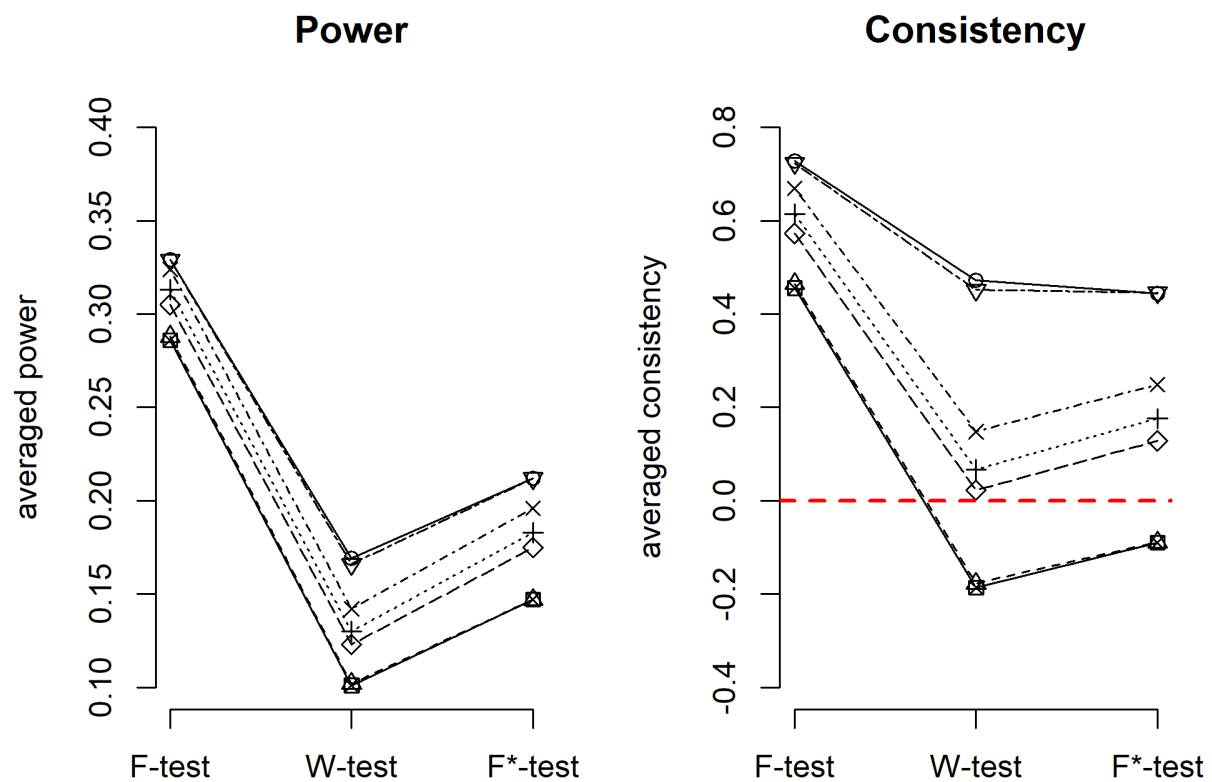 Power
averaged power
0.40
0.35
0.30
0.25
0.20
0.15
0.10
F-test W-test F*-test
Consistency
averaged consistency
0.8
0.6
0.4
0.2
0.0
-0.2
-0.4
F-test W-test F*-test